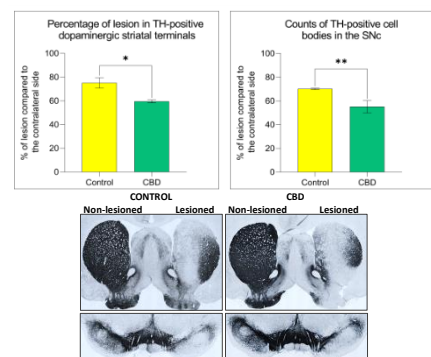 Percentage of lesion in TH-positive
dopaminergic striatal terminals
% of lesion compared to
the contralateral side
100
80
60
40
20
0
*
Control
CBD
Counts of TH-positive cell
bodies in the SNc
% of lesion compared to
the contralateral side
100
80
60
40
20
0
**
Control
CBD
CONTROL
CBD
Non-lesioned
Lesioned
Non-lesioned
Lesioned